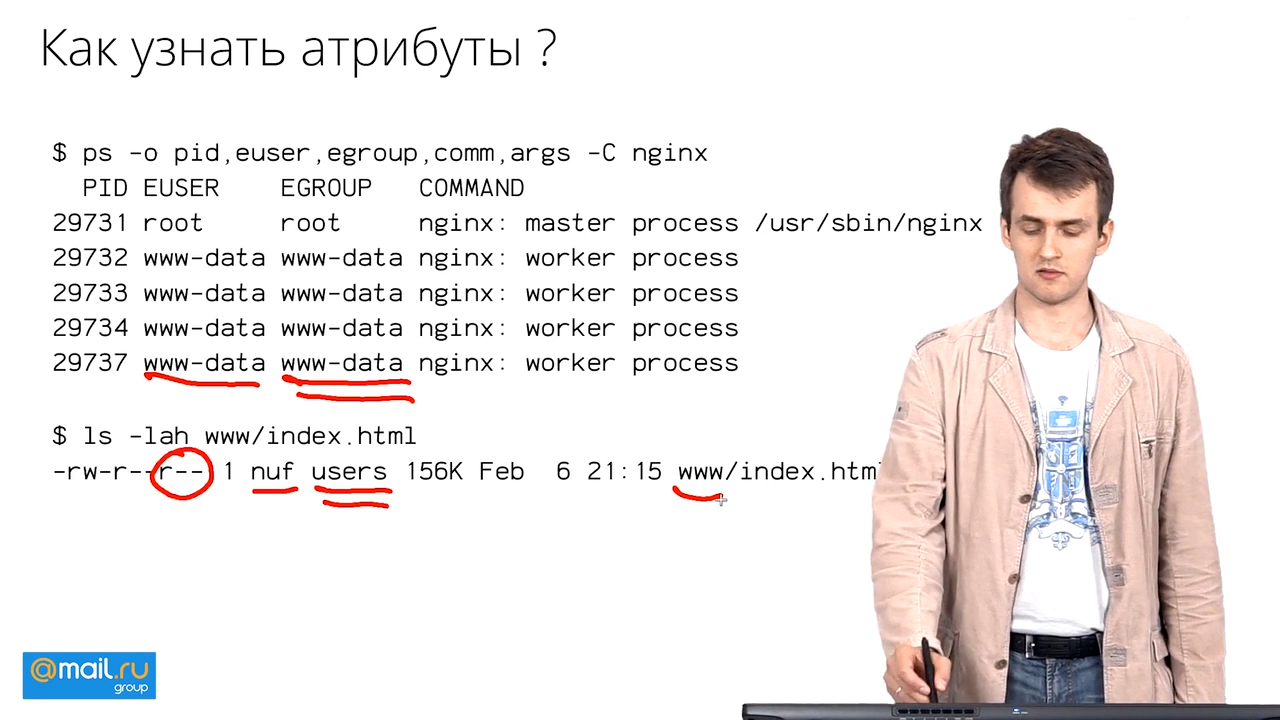 Как узнать атрибуты ?
$ ps -o pid,euser,egroup,comm,args -C nginx
PID EUSER EGROUP COMMAND
29731 root root nginx: master process /usr/sbin/nginx
29732 www-data www-data nginx: worker process
29733 www-data www-data nginx: worker process
29734 www-data www-data nginx: worker process
29737 www-data www-data nginx: worker process
$ ls -lah www/index.html
-rw-r--r-- 1 nuf users 156K Feb 6 21:15 www/index.html
@mail.ru
group